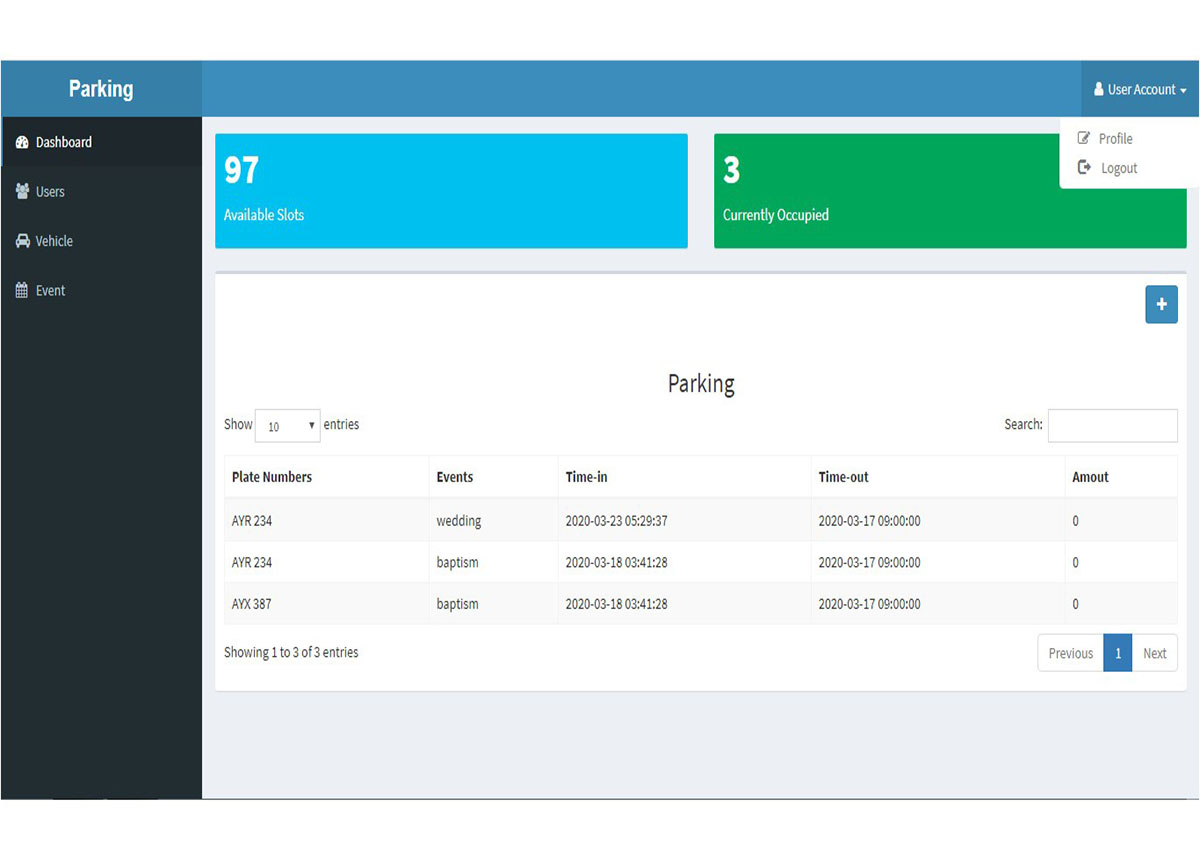 Parking
User Account
Profile
Logout
Dashboard
Users
Vehicle
Event
97
Available Slots
3
Currently Occupied
+
Parking
Show 10 entries
Search:
Plate Numbers Events Time-in Time-out Amout
AYR 234 wedding 2020-03-23 05:29:37 2020-03-17 09:00:00 0
AYR 234 baptism 2020-03-18 03:41:28 2020-03-17 09:00:00 0
AYX 387 baptism 2020-03-18 03:41:28 2020-03-17 09:00:00 0
Showing 1 to 3 of 3 entries
Previous 1 Next